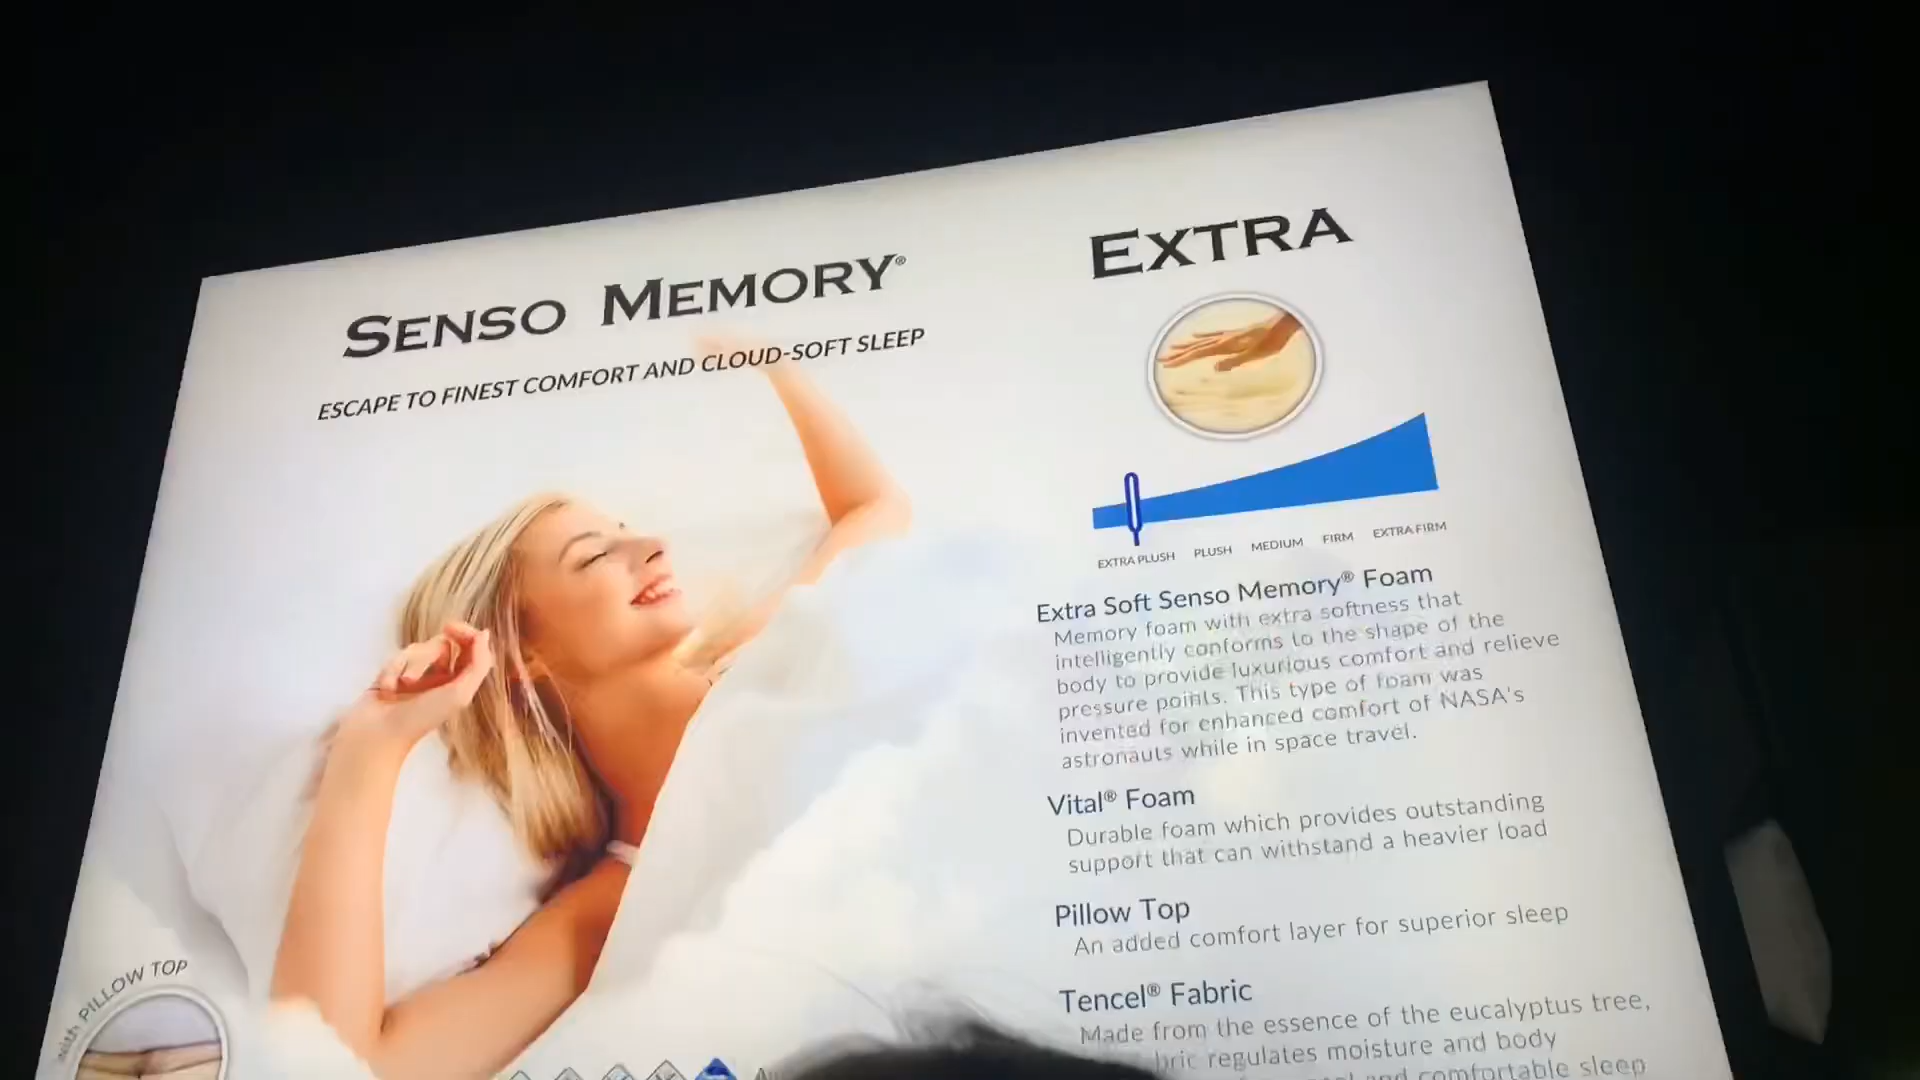 SENSO MEMORY®
ESCAPE TO FINEST COMFORT AND CLOUD-SOFT SLEEP
with PILLOW TOP
EXTRA
EXTRA PLUSH PLUSH MEDIUM FIRM EXTRA FIRM
Extra Soft Senso Memory® Foam
Memory foam with extra softness that
intelligently conforms to the shape of the
body to provide luxurious comfort and relieve
pressure points. This type of foam was
invented for enhanced comfort of NASA's
astronauts while in space travel.
Vital® Foam
Durable foam which provides outstanding
support that can withstand a heavier load
Pillow Top
An added comfort layer for superior sleep
Tencel® Fabric
Made from the essence of the eucalyptus tree,
regulates moisture and body
and comfortable sleep